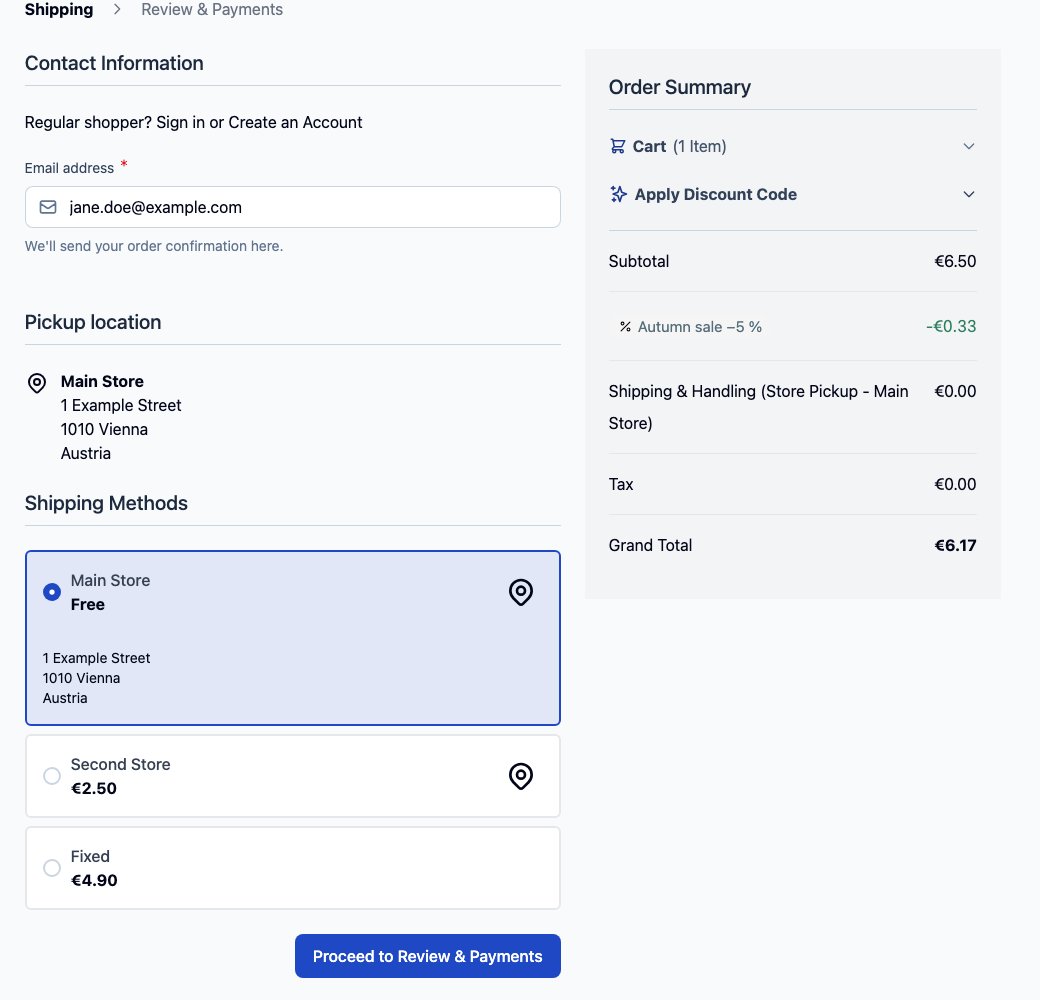 Shipping > Review & Payments
Contact Information
Regular shopper? Sign in or Create an Account
Email address *
jane.doe@example.com
We'll send your order confirmation here.
Pickup location
Main Store
1 Example Street
1010 Vienna
Austria
Shipping Methods
Main Store
Free
1 Example Street
1010 Vienna
Austria
Second Store
€2.50
Fixed
€4.90
Proceed to Review & Payments
Order Summary
Cart (1 Item)
Apply Discount Code
Subtotal €6.50
% Autumn sale –5 % -€0.33
Shipping & Handling (Store Pickup - Main €0.00
Store)
Tax €0.00
Grand Total €6.17